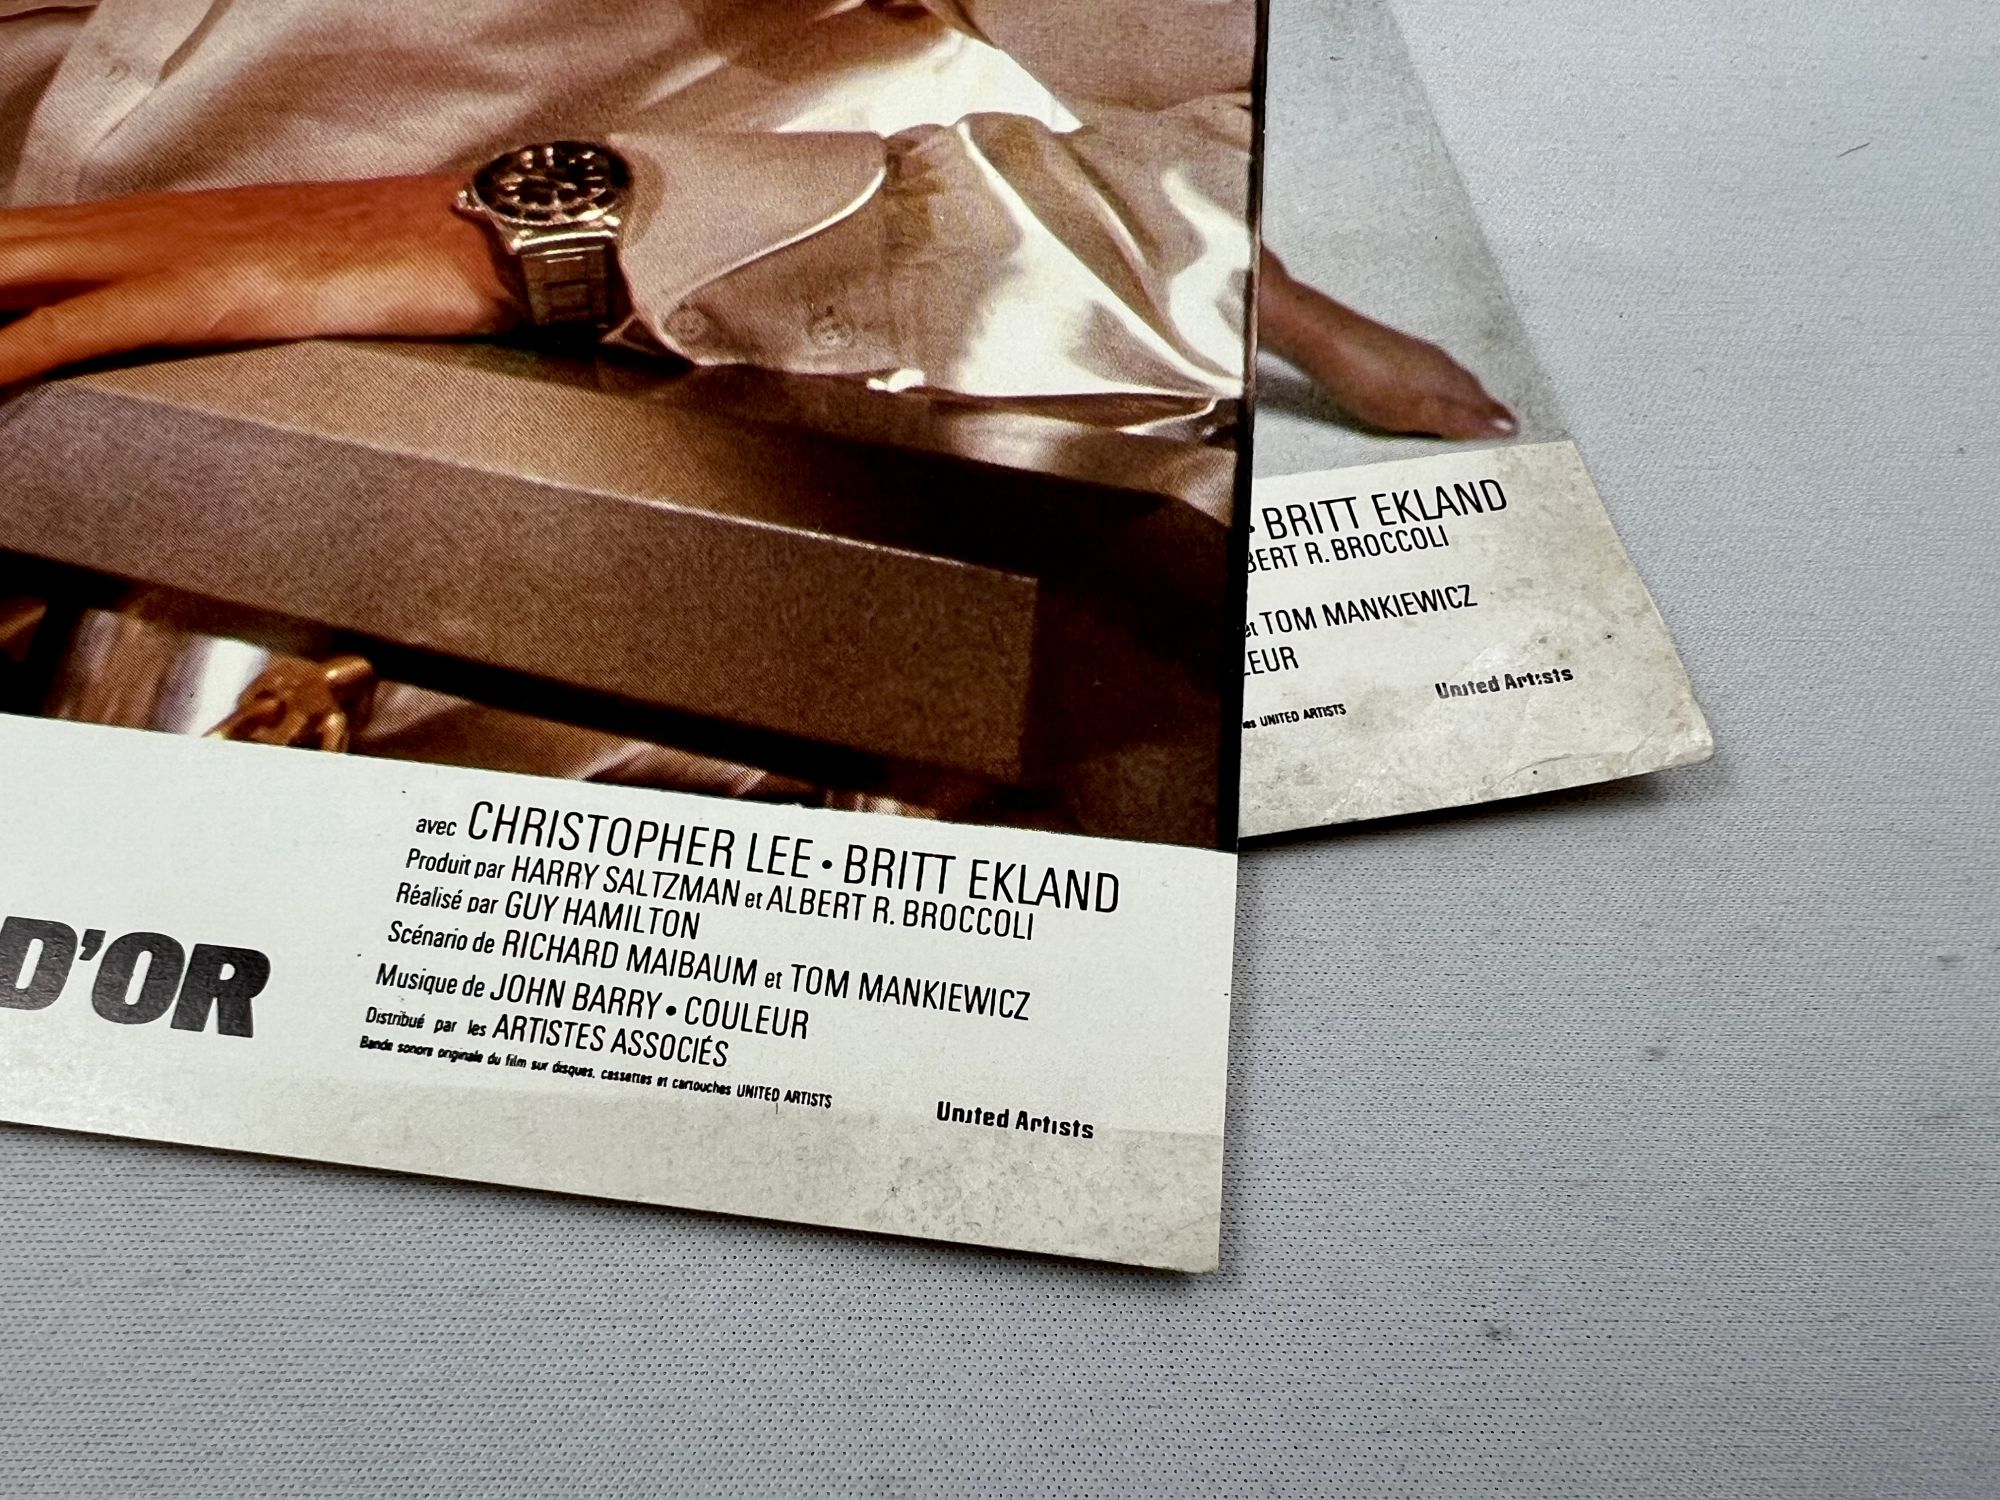 D'OR
avec CHRISTOPHER LEE • BRITT EKLAND
Produit par HARRY SALTZMAN et ALBERT R. BROCCOLI
Réalisé par GUY HAMILTON
Scénario de RICHARD MAIBAUM et TOM MANKIEWICZ
Musique de JOHN BARRY • COULEUR
Distribué par les ARTISTES ASSOCIÉS
Bande sonore originale du film sur disques, cassettes et cartouches UNITED ARTISTS
United Artists
• BRITT EKLAND
BERT R. BROCCOLI
et TOM MANKIEWICZ
LEUR
es UNITED ARTISTS
United Artists